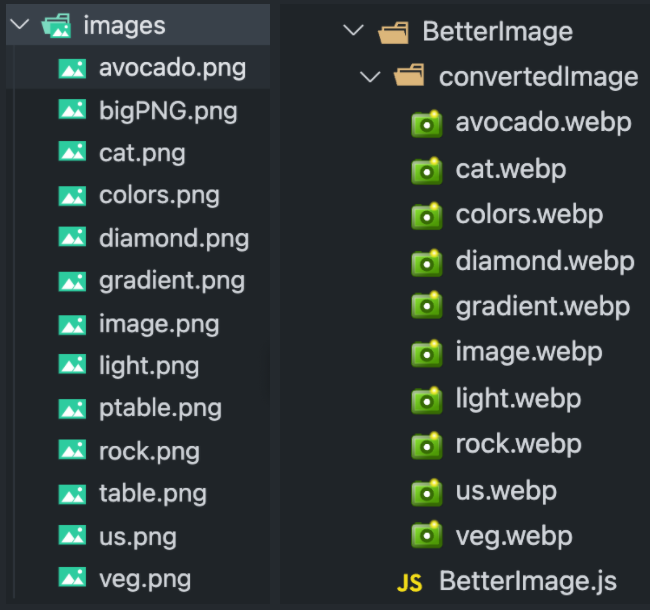 images
avocado.png
bigPNG.png
cat.png
colors.png
diamond.png
gradient.png
image.png
light.png
ptable.png
rock.png
table.png
us.png
veg.png
BetterImage
convertedImage
avocado.webp
cat.webp
colors.webp
diamond.webp
gradient.webp
image.webp
light.webp
rock.webp
us.webp
veg.webp
JS BetterImage.js